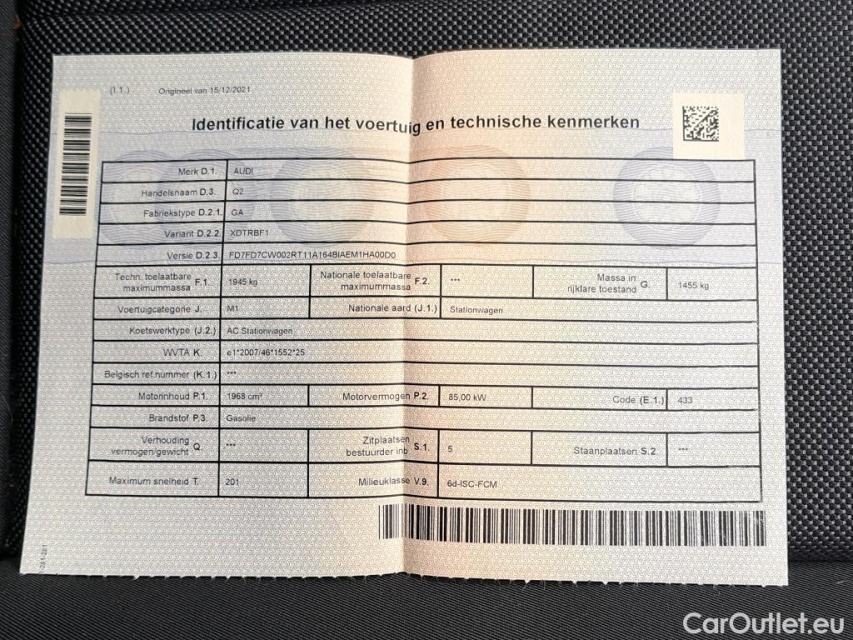 (I.1.) Origineel van 15/12/2021
Identificatie van het voertuig en technische kenmerken
Merk D.1. AUDI
Handelsnaam D.3. Q2
Fabriekstype D.2.1. GA
Variant D.2.2. XDTRBF1
Versie D.2.3. FD7FD7CW002RT11A164BIAEM1HA00D0
Techn. toelaatbare maximummassa F.1. 1945 kg Nationale toelaatbare maximummassa F.2. --- Massa in rijklare toestand G. 1455 kg
Voertuigcategorie J. M1 Nationale aard (J.1.) Stationwagen
Koetswerktype (J.2.) AC Stationwagen
WVTA K. e1*2007/46*1552*25
Belgisch ref.nummer (K.1.) ---
Motorinhoud P.1. 1968 cm³ Motorvermogen P.2. 85,00 kW Code (E.1.) 433
Brandstof P.3. Gasolie
Verhouding vermogen/gewicht Q. --- Zitplaatsen bestuurder inb. S.1. 5 Staanplaatsen S.2. ---
Maximum snelheid T. 201 Milieuklasse V.9. 6d-ISC-FCM
CarOutlet.eu